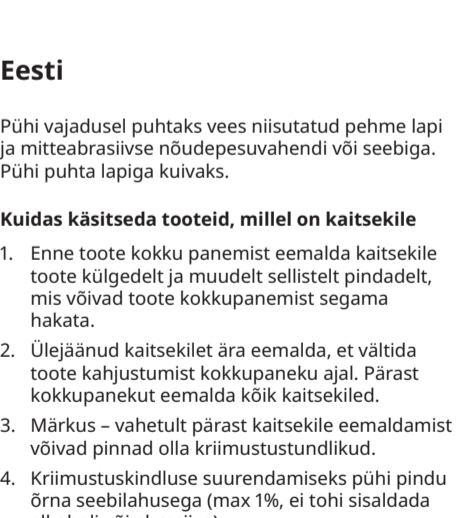 Eesti
Pühi vajadusel puhtaks vees niisutatud pehme lapi
ja mitteabrasiivse nõudepesuvahendi või seebiga.
Pühi puhta lapiga kuivaks.
Kuidas käsitseda tooteid, millel on kaitsekile
1. Enne toote kokku panemist eemalda kaitsekile
toote külgedelt ja muudelt sellistelt pindadelt,
mis võivad toote kokkupanemist segama
hakata.
2. Ülejäänud kaitsekilet ära eemalda, et vältida
toote kahjustumist kokkupaneku ajal. Pärast
kokkupanekut eemalda kõik kaitsekiled.
3. Märkus – vahetult pärast kaitsekile eemaldamist
võivad pinnad olla kriimustustundlikud.
4. Kriimustuskindluse suurendamiseks pühi pindu
õrna seebilahusega (max 1%, ei tohi sisaldada